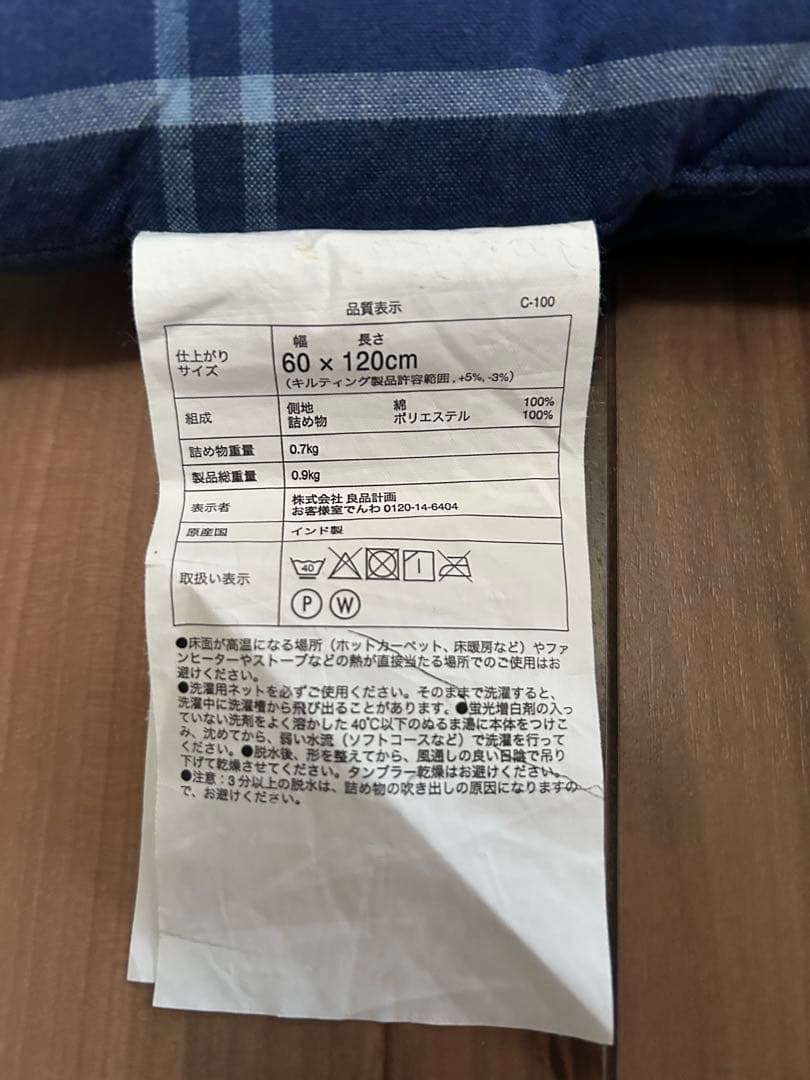 品質表示 C-100
仕上がり
サイズ
幅 長さ
60 × 120cm
(キルティング製品許容範囲, +5%, -3%)
組成
側地 綿 100%
詰め物 ポリエステル 100%
詰め物重量 0.7kg
製品総重量 0.9kg
表示者
株式会社 良品計画
お客様室でんわ 0120-14-6404
原産国 インド製
取扱い表示
40
P W
●床面が高温になる場所(ホットカーペット、床暖房など)やファ
ンヒーターやストーブなどの熱が直接当たる場所でのご使用はお
避けください。
●洗濯用ネットを必ずご使用ください。そのままで洗濯すると、
洗濯中に洗濯槽から飛び出ることがあります。●蛍光増白剤の入っ
ていない洗剤をよく溶かした40℃以下のぬるま湯に本体をつけこ
み、沈めてから、弱い水流(ソフトコースなど)で洗濯を行って
ください。●脱水後、形を整えてから、風通しの良い日陰で吊り
下げて乾燥させてください。タンブラー乾燥はお避けください。
●注意:3分以上の脱水は、詰め物の吹き出しの原因になりますの
で、お避けください。